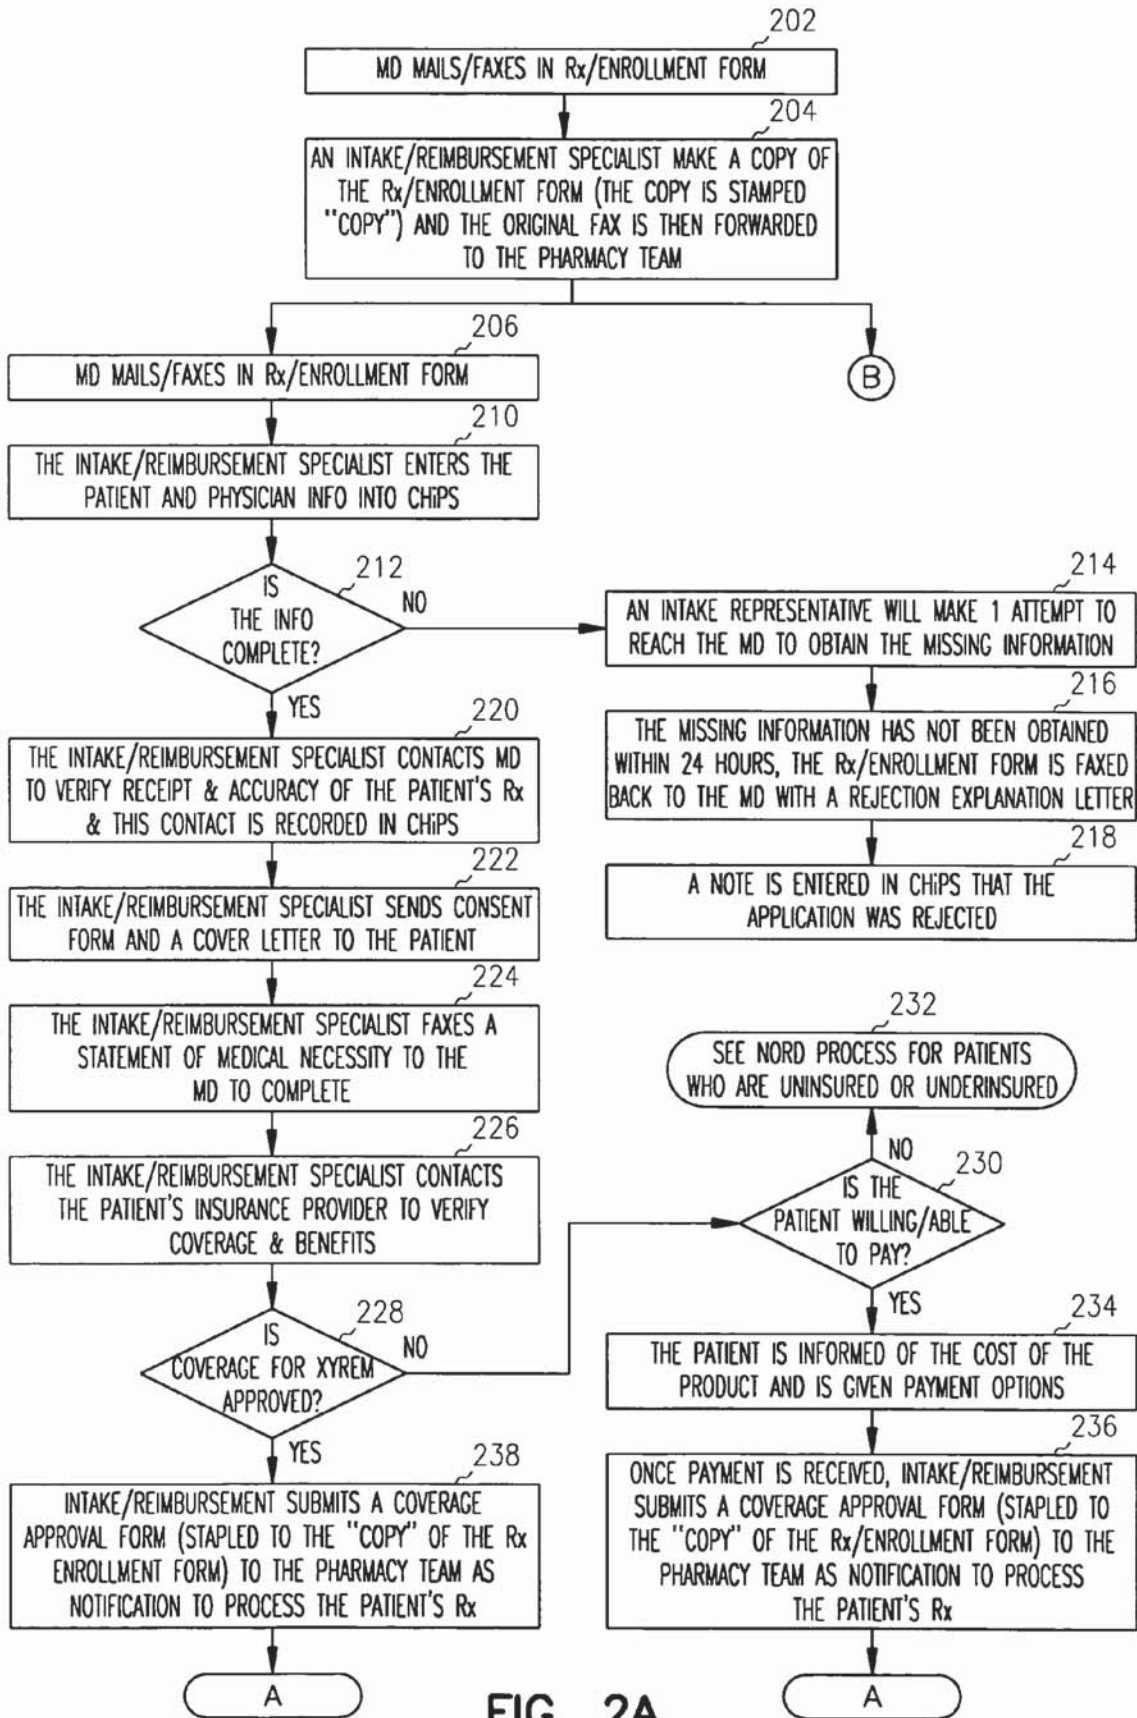 202
MD MAILS/FAXES IN Rx/ENROLLMENT FORM
204
AN INTAKE/REIMBURSEMENT SPECIALIST MAKE A COPY OF
THE Rx/ENROLLMENT FORM (THE COPY IS STAMPED
"COPY") AND THE ORIGINAL FAX IS THEN FORWARDED
TO THE PHARMACY TEAM
206
MD MAILS/FAXES IN Rx/ENROLLMENT FORM
B
210
THE INTAKE/REIMBURSEMENT SPECIALIST ENTERS THE
PATIENT AND PHYSICIAN INFO INTO CHiPS
212
IS
THE INFO
COMPLETE?
NO
YES
214
AN INTAKE REPRESENTATIVE WILL MAKE 1 ATTEMPT TO
REACH THE MD TO OBTAIN THE MISSING INFORMATION
216
THE MISSING INFORMATION HAS NOT BEEN OBTAINED
WITHIN 24 HOURS, THE Rx/ENROLLMENT FORM IS FAXED
BACK TO THE MD WITH A REJECTION EXPLANATION LETTER
218
A NOTE IS ENTERED IN CHiPS THAT THE
APPLICATION WAS REJECTED
220
THE INTAKE/REIMBURSEMENT SPECIALIST CONTACTS MD
TO VERIFY RECEIPT & ACCURACY OF THE PATIENT'S Rx
& THIS CONTACT IS RECORDED IN CHiPS
222
THE INTAKE/REIMBURSEMENT SPECIALIST SENDS CONSENT
FORM AND A COVER LETTER TO THE PATIENT
224
THE INTAKE/REIMBURSEMENT SPECIALIST FAXES A
STATEMENT OF MEDICAL NECESSITY TO THE
MD TO COMPLETE
226
THE INTAKE/REIMBURSEMENT SPECIALIST CONTACTS
THE PATIENT'S INSURANCE PROVIDER TO VERIFY
COVERAGE & BENEFITS
228
IS
COVERAGE FOR XYREM
APPROVED?
NO
YES
232
SEE NORD PROCESS FOR PATIENTS
WHO ARE UNINSURED OR UNDERINSURED
NO
230
IS THE
PATIENT WILLING/ABLE
TO PAY?
YES
234
THE PATIENT IS INFORMED OF THE COST OF THE
PRODUCT AND IS GIVEN PAYMENT OPTIONS
236
ONCE PAYMENT IS RECEIVED, INTAKE/REIMBURSEMENT
SUBMITS A COVERAGE APPROVAL FORM (STAPLED TO
THE "COPY" OF THE Rx/ENROLLMENT FORM) TO THE
PHARMACY TEAM AS NOTIFICATION TO PROCESS
THE PATIENT'S Rx
238
INTAKE/REIMBURSEMENT SUBMITS A COVERAGE
APPROVAL FORM (STAPLED TO THE "COPY" OF THE Rx
ENROLLMENT FORM) TO THE PHARMACY TEAM AS
NOTIFICATION TO PROCESS THE PATIENT'S Rx
A
A
FIG. 2A